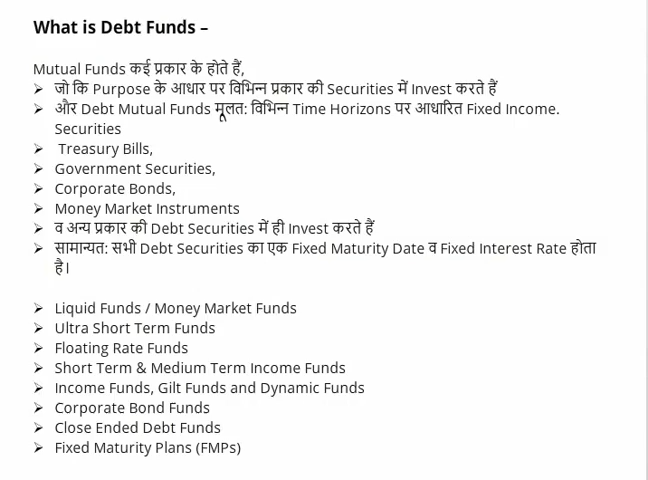 What is Debt Funds –
Mutual Funds कई प्रकार के होते हैं,
➢ जो कि Purpose के आधार पर विभिन्न प्रकार की Securities में Invest करते हैं
➢ और Debt Mutual Funds मूलत: विभिन्न Time Horizons पर आधारित Fixed Income.
Securities
➢ Treasury Bills,
➢ Government Securities,
➢ Corporate Bonds,
➢ Money Market Instruments
➢ व अन्य प्रकार की Debt Securities में ही Invest करते हैं
➢ सामान्यत: सभी Debt Securities का एक Fixed Maturity Date व Fixed Interest Rate होता
है।
➢ Liquid Funds / Money Market Funds
➢ Ultra Short Term Funds
➢ Floating Rate Funds
➢ Short Term & Medium Term Income Funds
➢ Income Funds, Gilt Funds and Dynamic Funds
➢ Corporate Bond Funds
➢ Close Ended Debt Funds
➢ Fixed Maturity Plans (FMPs)